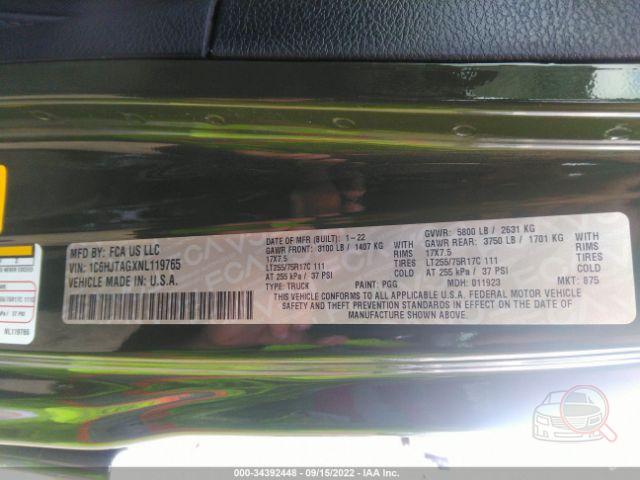 MFD BY: FCA US LLC
VIN: 1C6HJTAGXNL119765
VEHICLE MADE IN U.S.A.
DATE OF MFR (BUILT): 1-22
GAWR FRONT: 3100 LB / 1407 KG
17X7.5
LT255/75R17C 111
AT 255 kPa / 37 PSI
TYPE: TRUCK
PAINT: PGG
WITH
RIMS
TIRES
GVWR: 5800 LB / 2631 KG
GAWR REAR: 3750 LB / 1701 KG
17X7.5
LT255/75R17C 111
AT 255 kPa / 37 PSI
MDH: 011923
WITH
RIMS
TIRES
MKT: 875
THIS VEHICLE CONFORMS TO ALL APPLICABLE U.S.A. FEDERAL MOTOR VEHICLE
SAFETY AND THEFT PREVENTION STANDARDS IN EFFECT ON THE
DATE OF MANUFACTURE SHOWN ABOVE.
2
NL119765
000-34392448 - 09/15/2022 - IAAI.COM